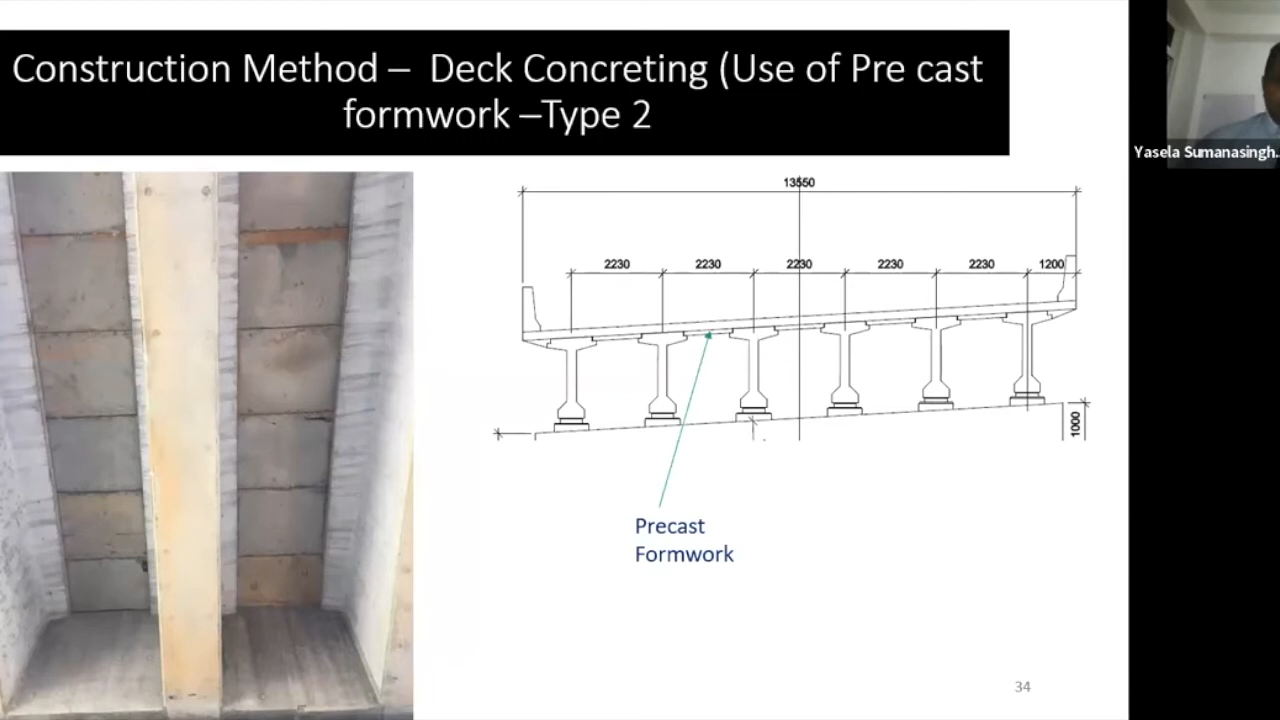 Construction Method – Deck Concreting (Use of Pre cast
formwork –Type 2
Yasela Sumanasingh..
13550
2230 2230 2230 2230 2230 1200
1000
Precast
Formwork
34